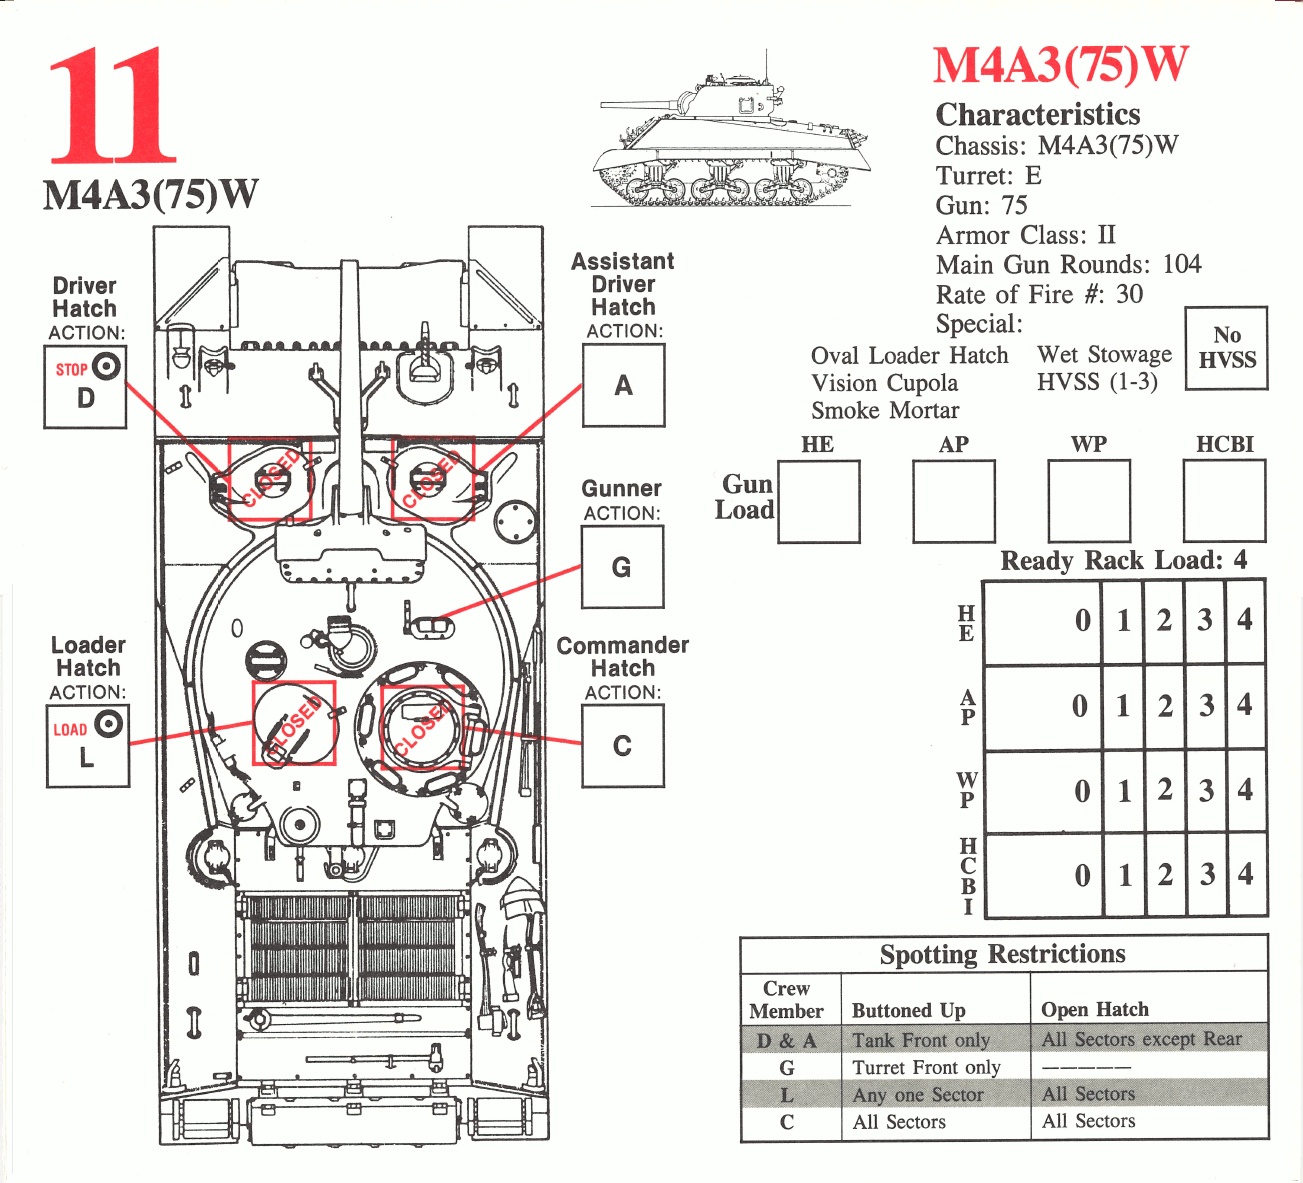 11
M4A3(75)W
M4A3(75)W
Characteristics
Chassis: M4A3(75)W
Turret: E
Gun: 75
Armor Class: II
Main Gun Rounds: 104
Rate of Fire #: 30
Special:
Oval Loader Hatch
Vision Cupola
Smoke Mortar
Wet Stowage
HVSS (1-3)
No
HVSS
Driver
Hatch
ACTION:
STOP
D
Assistant
Driver
Hatch
ACTION:
A
CLOSED
CLOSED
Gunner
ACTION:
G
Loader
Hatch
ACTION:
LOAD
L
Commander
Hatch
ACTION:
C
CLOSED
CLOSED
HE AP WP HCBI
Gun
Load
Ready Rack Load: 4
H
E
0 1 2 3 4
A
P
0 1 2 3 4
W
P
0 1 2 3 4
H
C
B
I
0 1 2 3 4
Spotting Restrictions
Crew
Member Buttoned Up Open Hatch
D & A Tank Front only All Sectors except Rear
G Turret Front only ––––––
L Any one Sector All Sectors
C All Sectors All Sectors